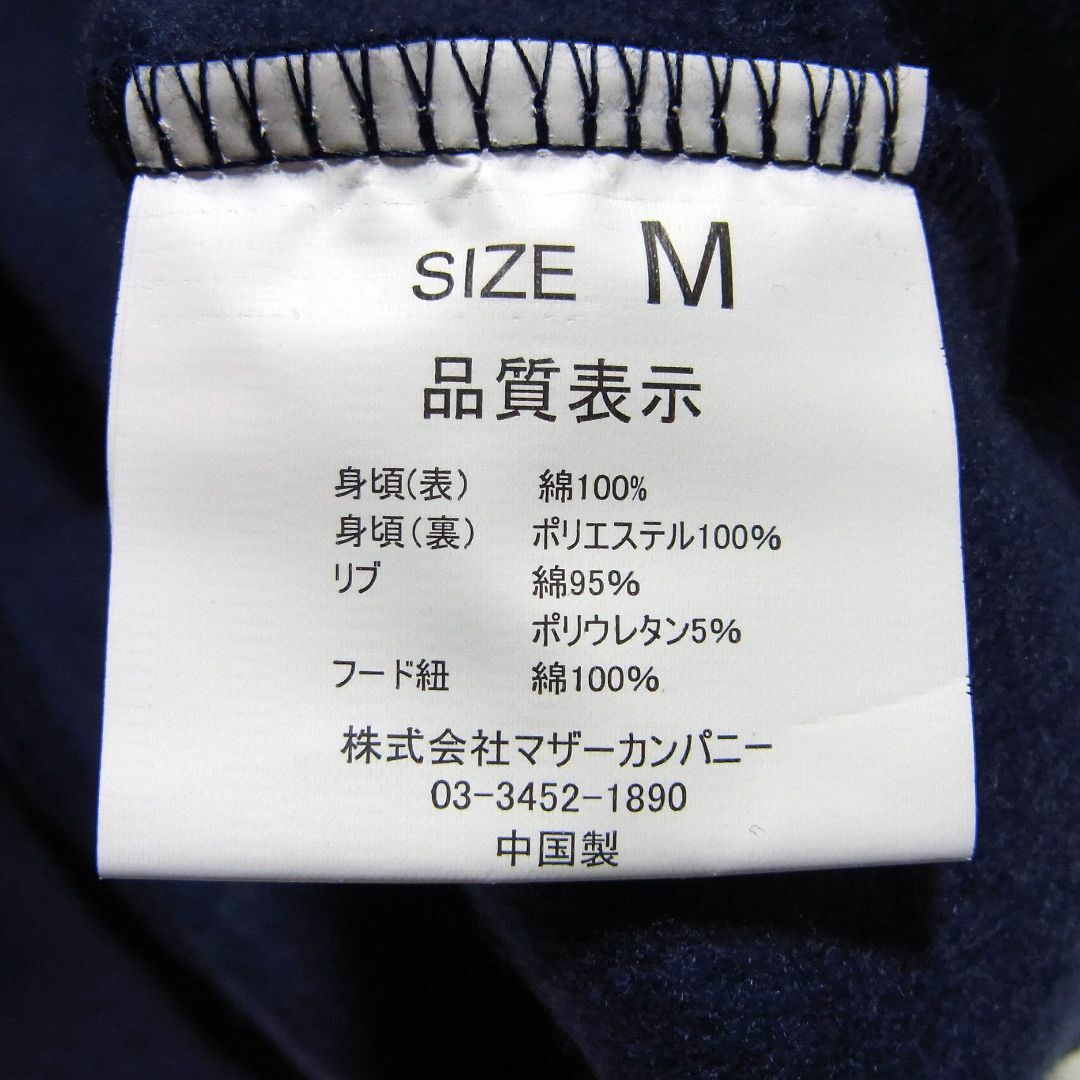 SIZE M
品質表示
身頃(表) 綿100%
身頃(裏) ポリエステル100%
リブ 綿95%
ポリウレタン5%
フード紐 綿100%
株式会社マザーカンパニー
03-3452-1890
中国製